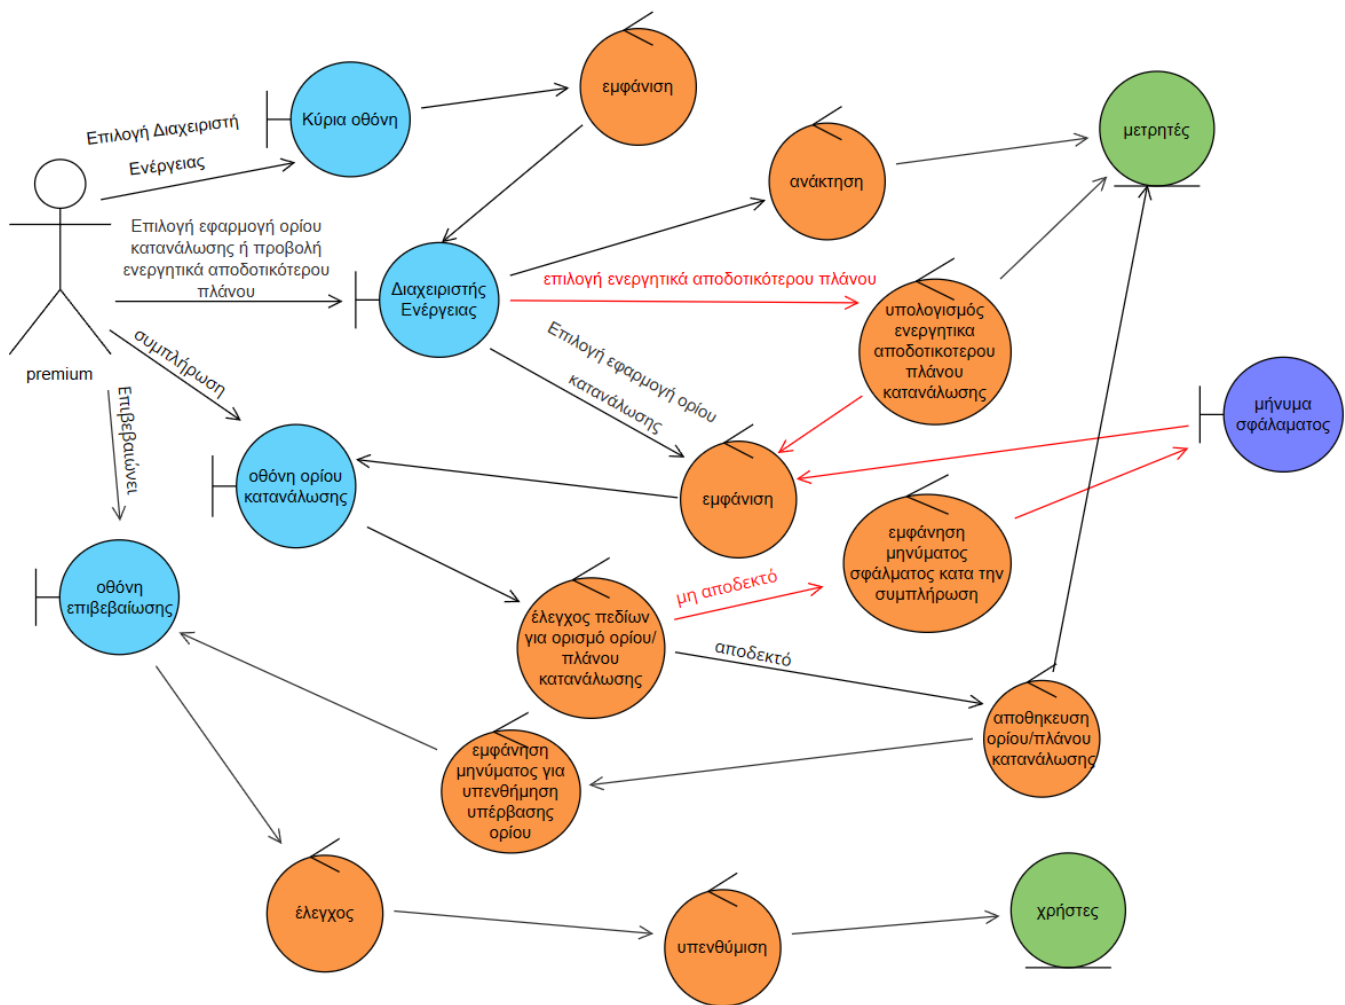 εμφάνιση
Κύρια οθόνη
Επιλογή Διαχειριστή
Ενέργειας
μετρητές
ανάκτηση
Επιλογή εφαρμογή ορίου
κατανάλωσης ή προβολή
ενεργητικά αποδοτικότερου
πλάνου
Διαχειριστής
Ενέργειας
επιλογή ενεργητικά αποδοτικότερου πλάνου
υπολογισμός
ενεργητικα
αποδοτικοτερου
πλάνου
κατανάλωσης
premium
συμπλήρωση
Επιβεβαιώνει
Επιλογή εφαρμογή ορίου
κατανάλωσης
μήνυμα
σφάλαματος
οθόνη ορίου
κατανάλωσης
εμφάνιση
εμφάνηση
μηνύματος
σφάλματος κατα την
συμπλήρωση
οθόνη
επιβεβαίωσης
έλεγχος πεδίων
για ορισμό ορίου/
πλάνου
κατανάλωσης
μη αποδεκτό
αποδεκτό
αποθηκευση
ορίου/πλάνου
κατανάλωσης
εμφάνηση
μηνύματος για
υπενθήμηση
υπέρβασης
ορίου
έλεγχος
υπενθύμιση
χρήστες